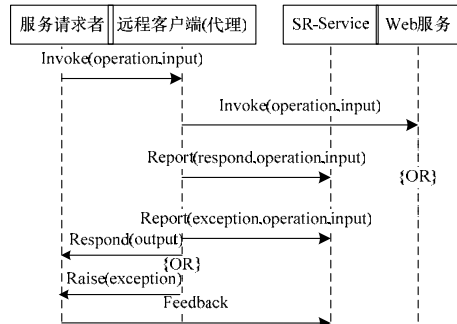 服务请求者 远程客户端(代理) SR-Service Web服务
Invoke(operation.input)
Invoke(operation.input)
Report(respond.operation.input)
{OR}
Report(exception.operation.input)
Respond(output)
{OR}
Raise(exception)
Feedback